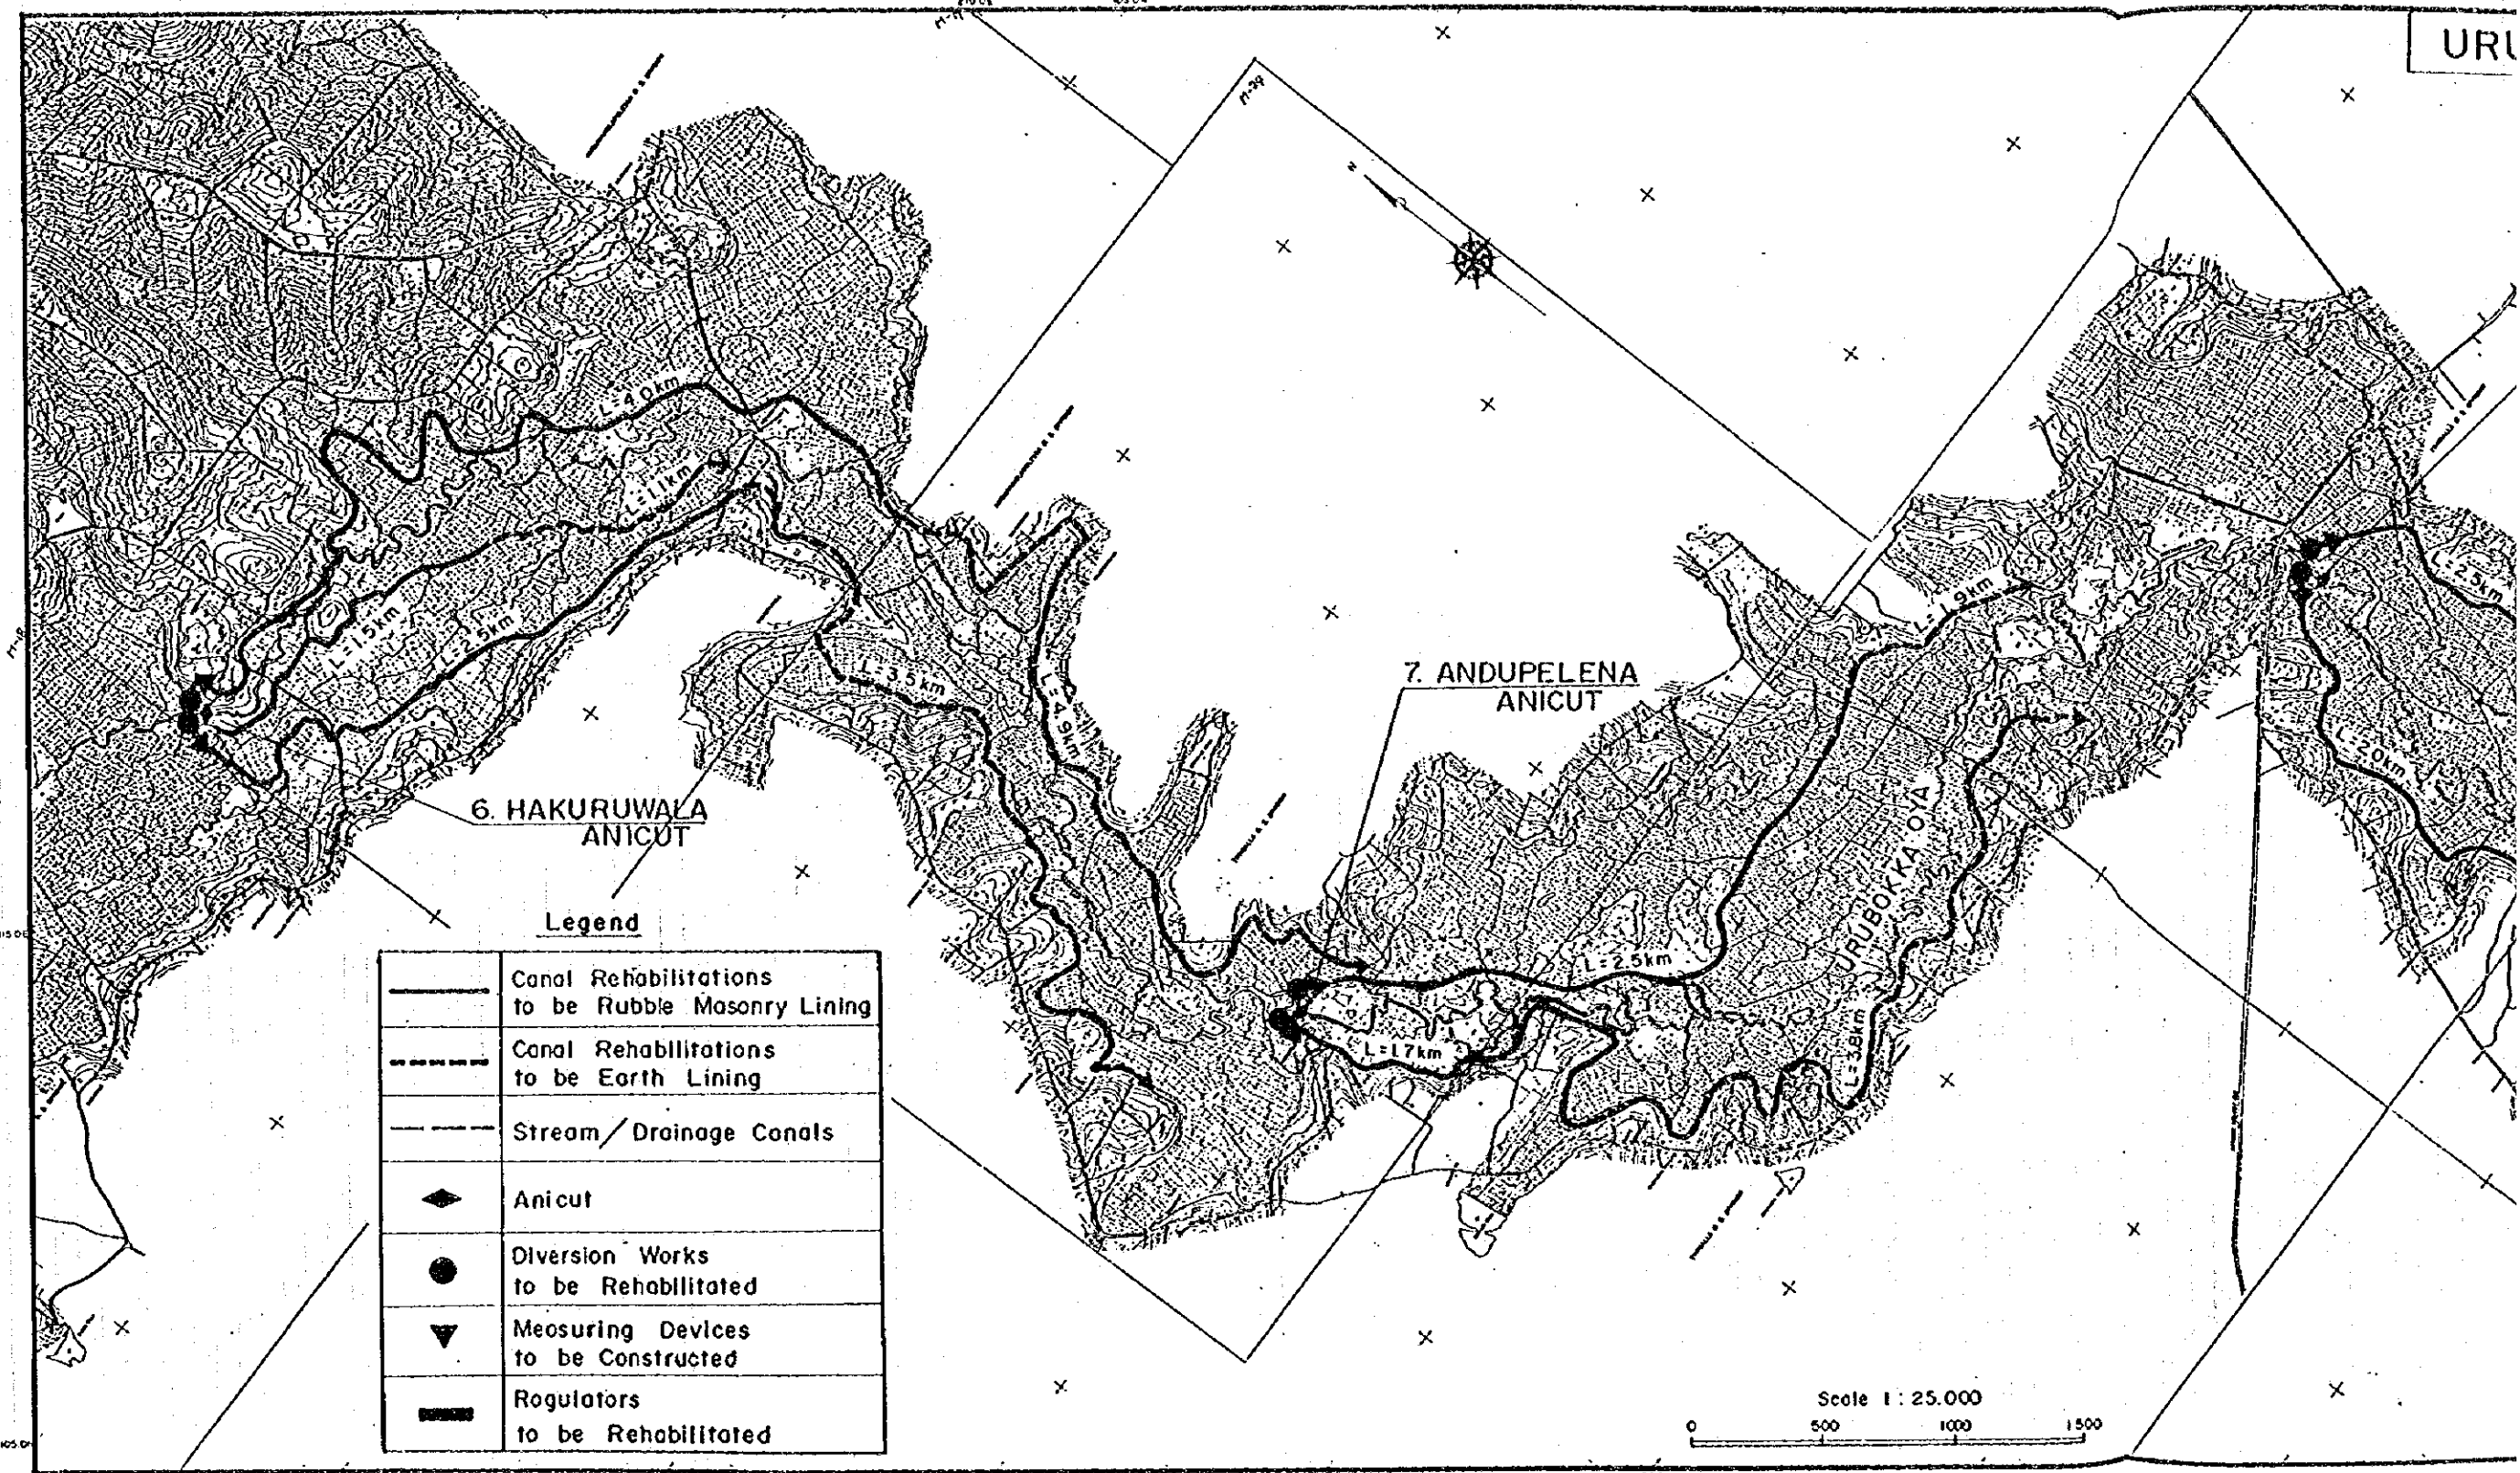 URU
M-29
N
L=4.0km
L=1.1km
L=1.5km
L=2.5km
L=3.5km
L=4.9km
L=1.9km
L=2.5km
L=2.0km
7. ANDUPELENA
ANICUT
6. HAKURUWALA
ANICUT
URUBOKKA OYA
L=2.5km
L=1.7km
L=3.8km
Legend
Canal Rehabilitations
to be Rubble Masonry Lining
Canal Rehabilitations
to be Earth Lining
Stream/Drainage Canals
Anicut
Diversion Works
to be Rehabilitated
Measuring Devices
to be Constructed
Rogulators
to be Rehabilitated
Scale 1:25.000
0 500 1000 1500